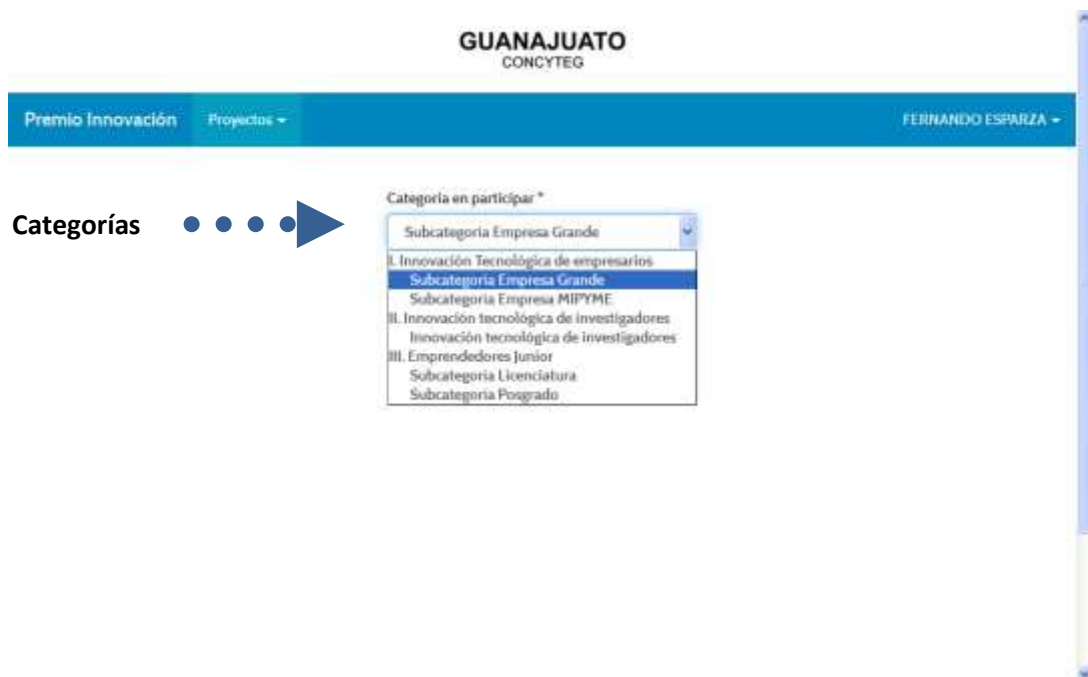 GUANAJUATO
CONCYTEG
Premio Innovación Proyectos FERNANDO ESPARZA
Categoría en participar *
Categorías
Subcategoria Empresa Grande
I. Innovación Tecnológica de empresarios
Subcategoria Empresa Grande
Subcategoria Empresa MIPYME
II. Innovación tecnológica de investigadores
Innovación tecnológica de investigadores
III. Emprendedores Junior
Subcategoria Licenciatura
Subcategoria Posgrado